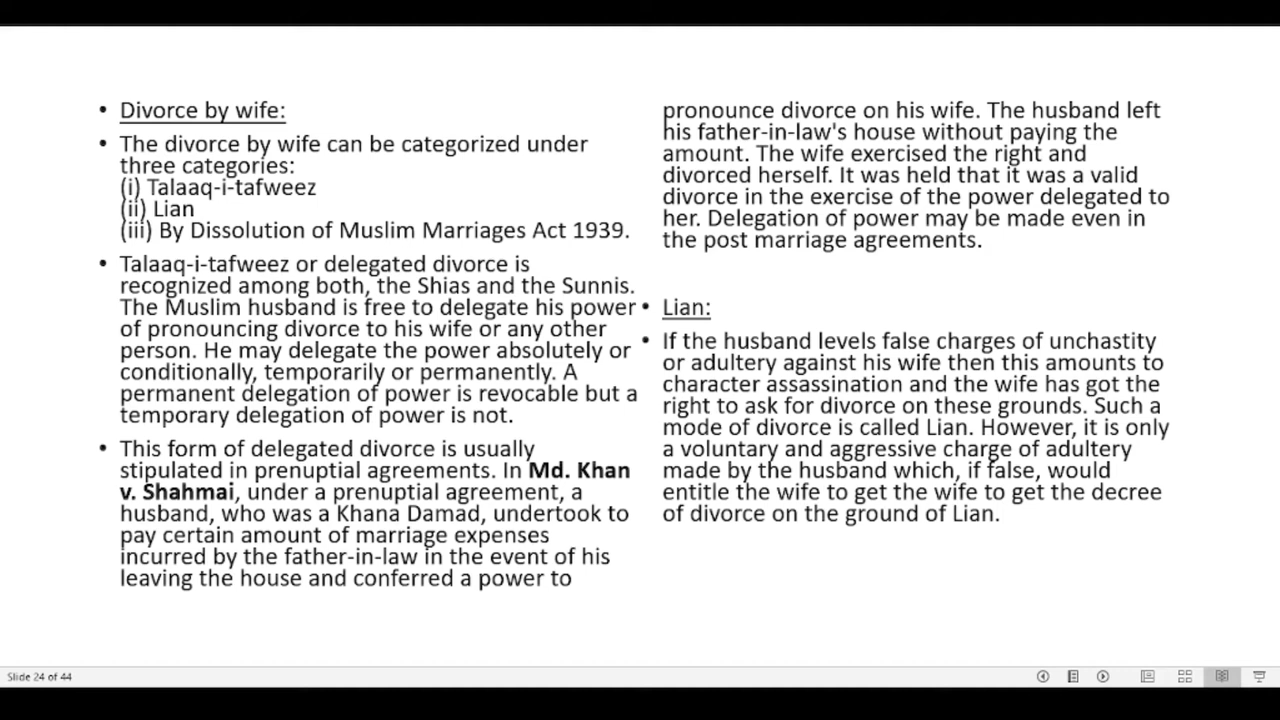 • Divorce by wife:
• The divorce by wife can be categorized under
three categories:
(i) Talaaq-i-tafweez
(ii) Lian
(iii) By Dissolution of Muslim Marriages Act 1939.
• Talaaq-i-tafweez or delegated divorce is
recognized among both, the Shias and the Sunnis.
The Muslim husband is free to delegate his power
of pronouncing divorce to his wife or any other
person. He may delegate the power absolutely or
conditionally, temporarily or permanently. A
permanent delegation of power is revocable but a
temporary delegation of power is not.
• This form of delegated divorce is usually
stipulated in prenuptial agreements. In Md. Khan
v. Shahmai, under a prenuptial agreement, a
husband, who was a Khana Damad, undertook to
pay certain amount of marriage expenses
incurred by the father-in-law in the event of his
leaving the house and conferred a power to
pronounce divorce on his wife. The husband left
his father-in-law's house without paying the
amount. The wife exercised the right and
divorced herself. It was held that it was a valid
divorce in the exercise of the power delegated to
her. Delegation of power may be made even in
the post marriage agreements.
• Lian:
• If the husband levels false charges of unchastity
or adultery against his wife then this amounts to
character assassination and the wife has got the
right to ask for divorce on these grounds. Such a
mode of divorce is called Lian. However, it is only
a voluntary and aggressive charge of adultery
made by the husband which, if false, would
entitle the wife to get the wife to get the decree
of divorce on the ground of Lian.
Slide 24 of 44